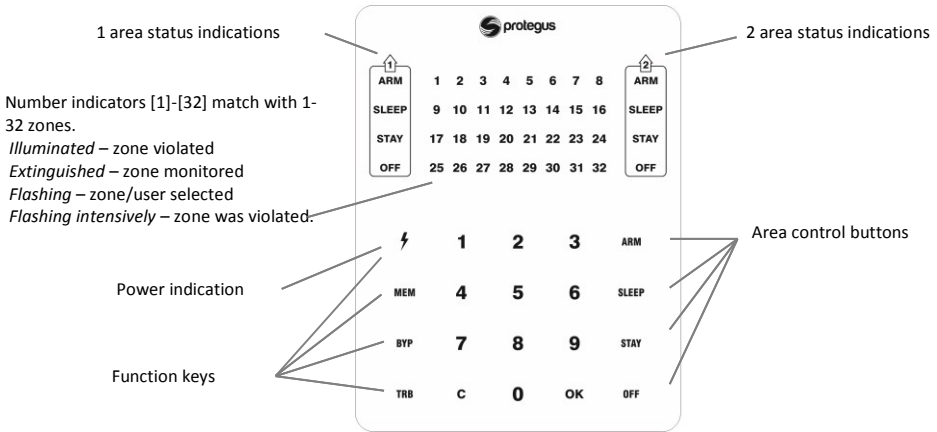 1 area status indications
protegus
2 area status indications
1
ARM
SLEEP
STAY
OFF
1 2 3 4 5 6 7 8
9 10 11 12 13 14 15 16
17 18 19 20 21 22 23 24
25 26 27 28 29 30 31 32
2
ARM
SLEEP
STAY
OFF
Number indicators [1]-[32] match with 1-
32 zones.
Illuminated – zone violated
Extinguished – zone monitored
Flashing – zone/user selected
Flashing intensively – zone was violated.
Power indication
Function keys
1 2 3 ARM
MEM 4 5 6 SLEEP
BYP 7 8 9 STAY
TRB C 0 OK OFF
Area control buttons